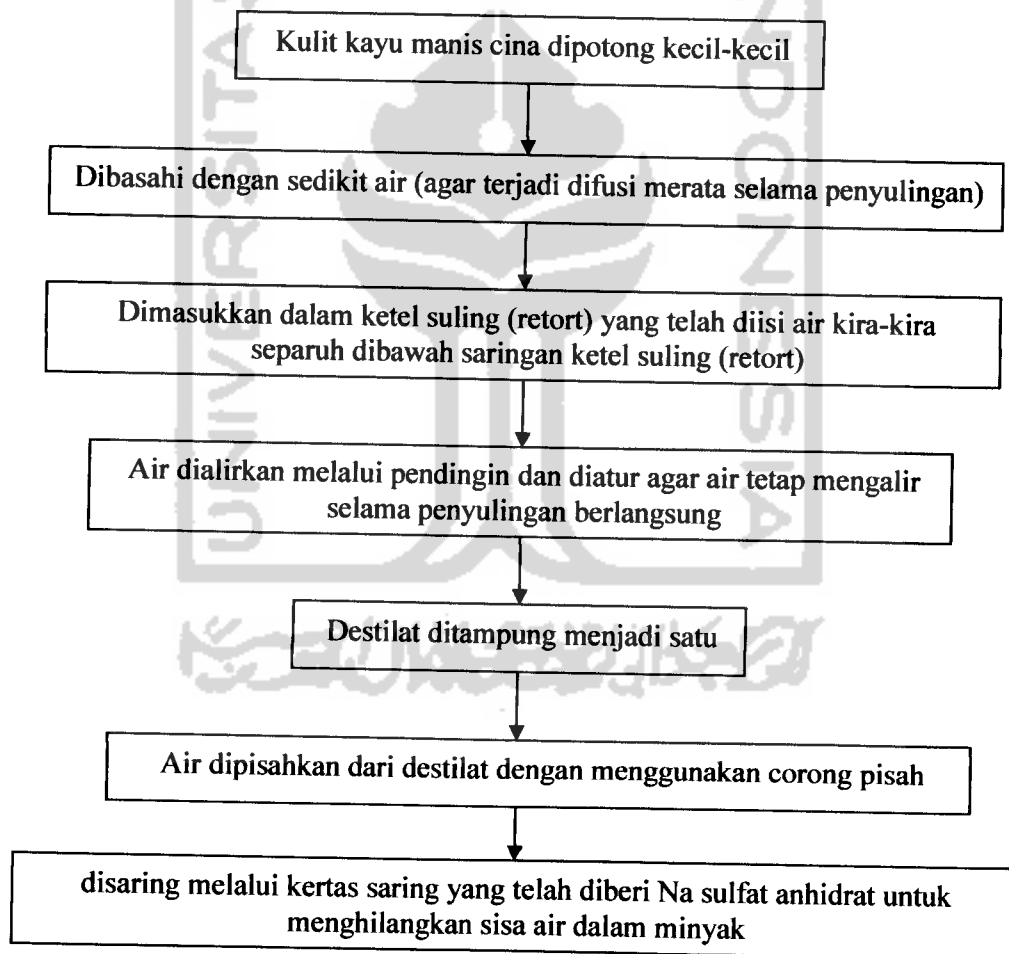 Kulit kayu manis cina dipotong kecil-kecil
Dibasahi dengan sedikit air (agar terjadi difusi merata selama penyulingan)
Dimasukkan dalam ketel suling (retort) yang telah diisi air kira-kira
separuh dibawah saringan ketel suling (retort)
Air dialirkan melalui pendingin dan diatur agar air tetap mengalir
selama penyulingan berlangsung
Destilat ditampung menjadi satu
Air dipisahkan dari destilat dengan menggunakan corong pisah
disaring melalui kertas saring yang telah diberi Na sulfat anhidrat untuk
menghilangkan sisa air dalam minyak
UNIVERSITA
NDONESIA